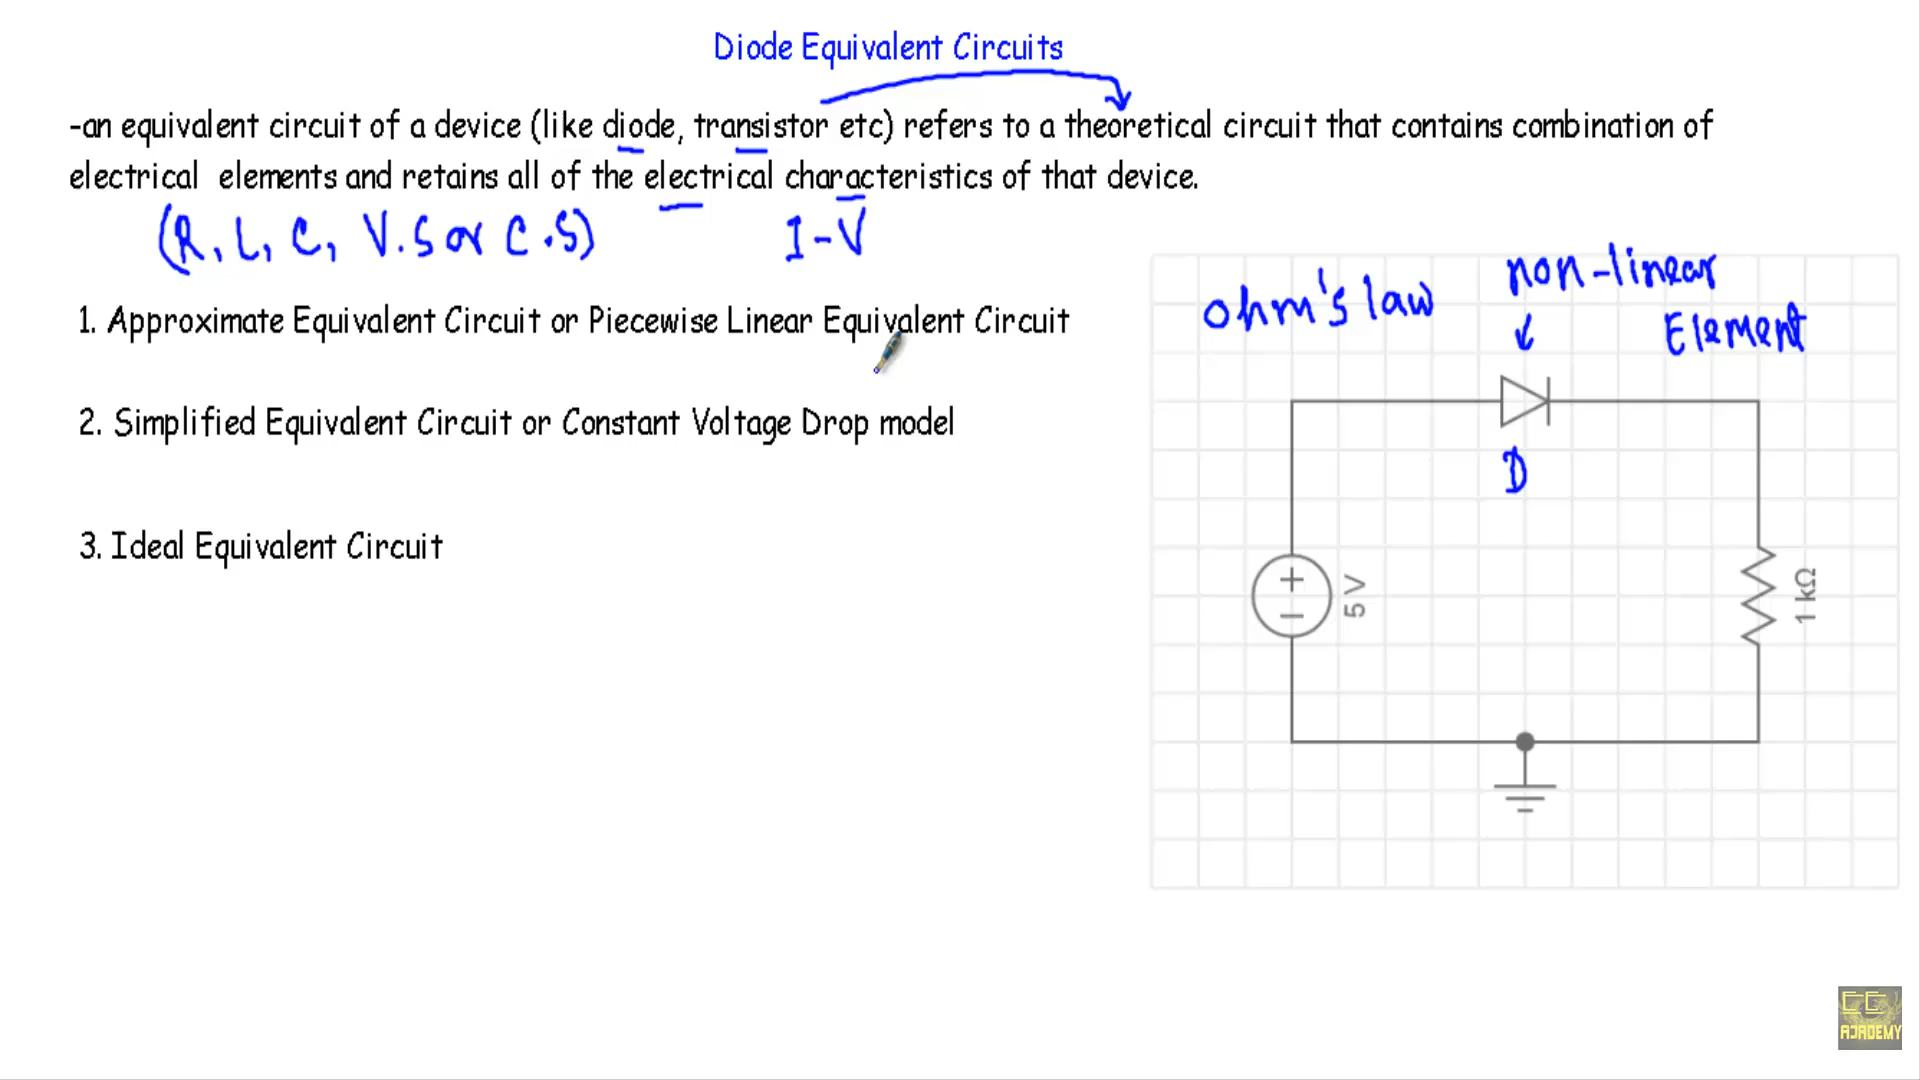 Diode Equivalent Circuits
-an equivalent circuit of a device (like diode, transistor etc) refers to a theoretical circuit that contains combination of
electrical elements and retains all of the electrical characteristics of that device.
(R, L, C, V.S or C.S) I-V
1. Approximate Equivalent Circuit or Piecewise Linear Equivalent Circuit
2. Simplified Equivalent Circuit or Constant Voltage Drop model
3. Ideal Equivalent Circuit
ohm's law
non-linear
Element
D
5 V
1 kΩ
EE
ACADEMY